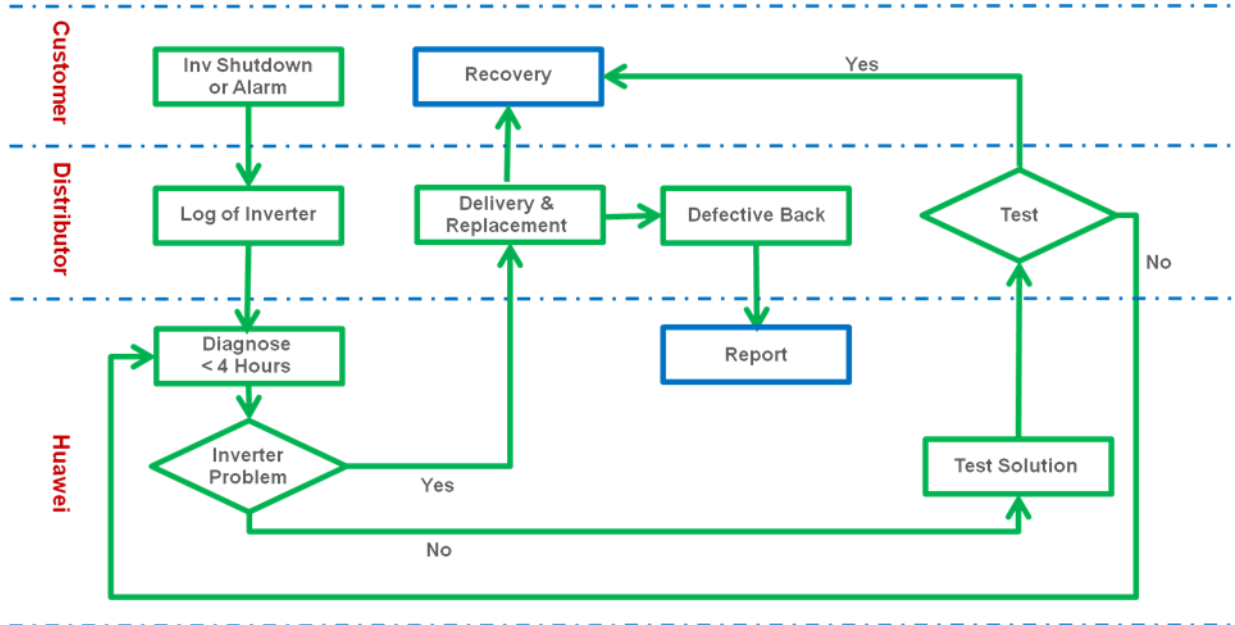 Customer
Inv Shutdown
or Alarm
Recovery
Yes
Distributor
Log of Inverter
Delivery &
Replacement
Defective Back
Test
No
Huawei
Diagnose
< 4 Hours
Report
Inverter
Problem
Yes
Test Solution
No